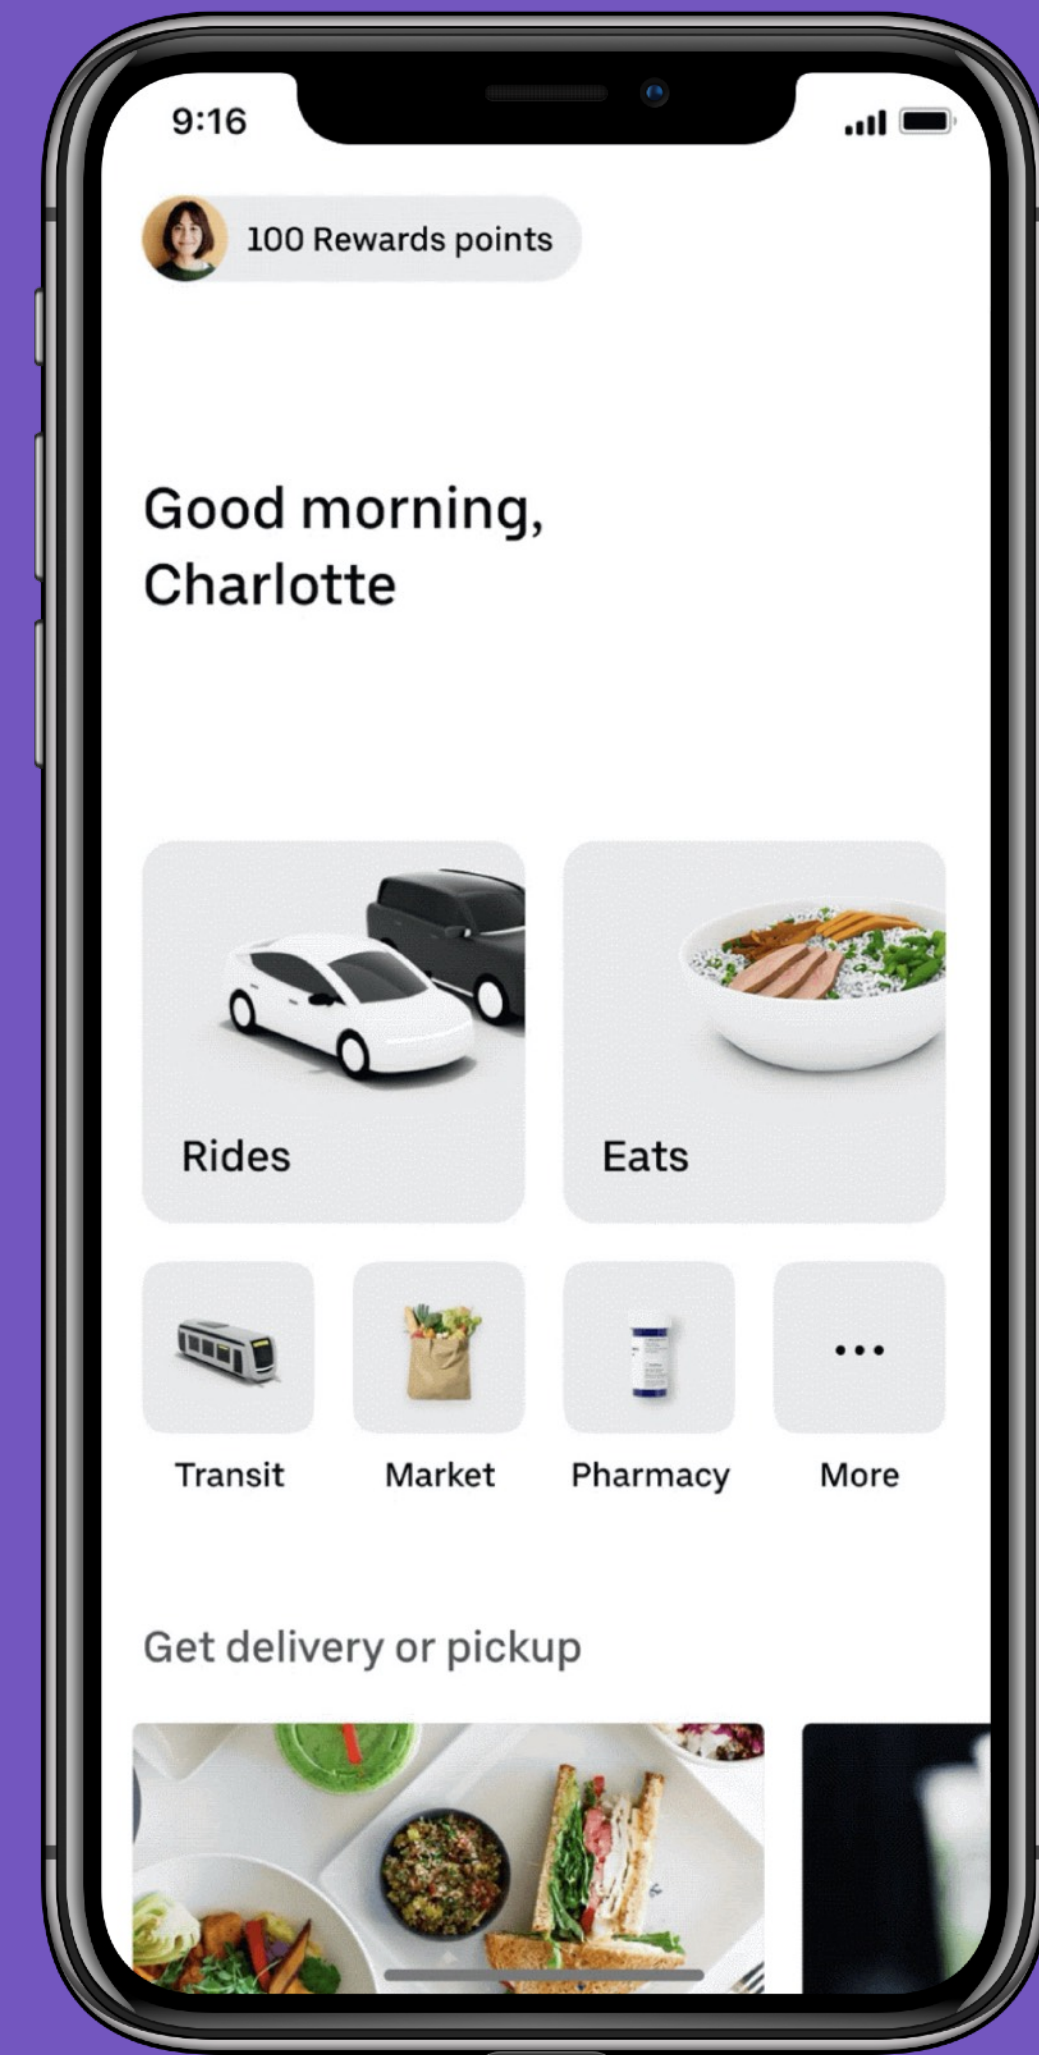 9:16
100 Rewards points
Good morning,
Charlotte
Rides
Eats
Transit
Market
Pharmacy
More
Get delivery or pickup